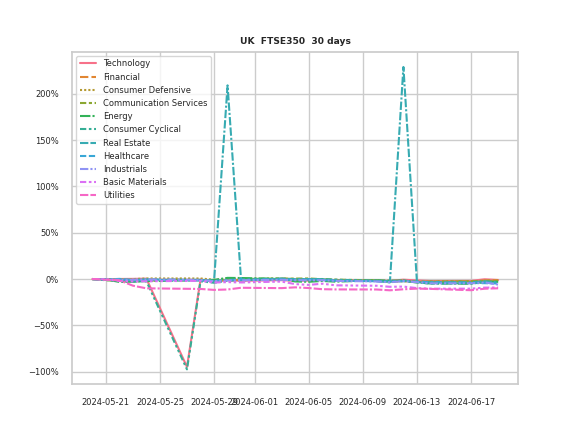 UK FTSE350 30 days
Technology
Financial
Consumer Defensive
Communication Services
Energy
Consumer Cyclical
Real Estate
Healthcare
Industrials
Basic Materials
Utilities
200%
150%
100%
50%
0%
−50%
−100%
2024-05-21 2024-05-25 2024-05-29 2024-06-01 2024-06-05 2024-06-09 2024-06-13 2024-06-17